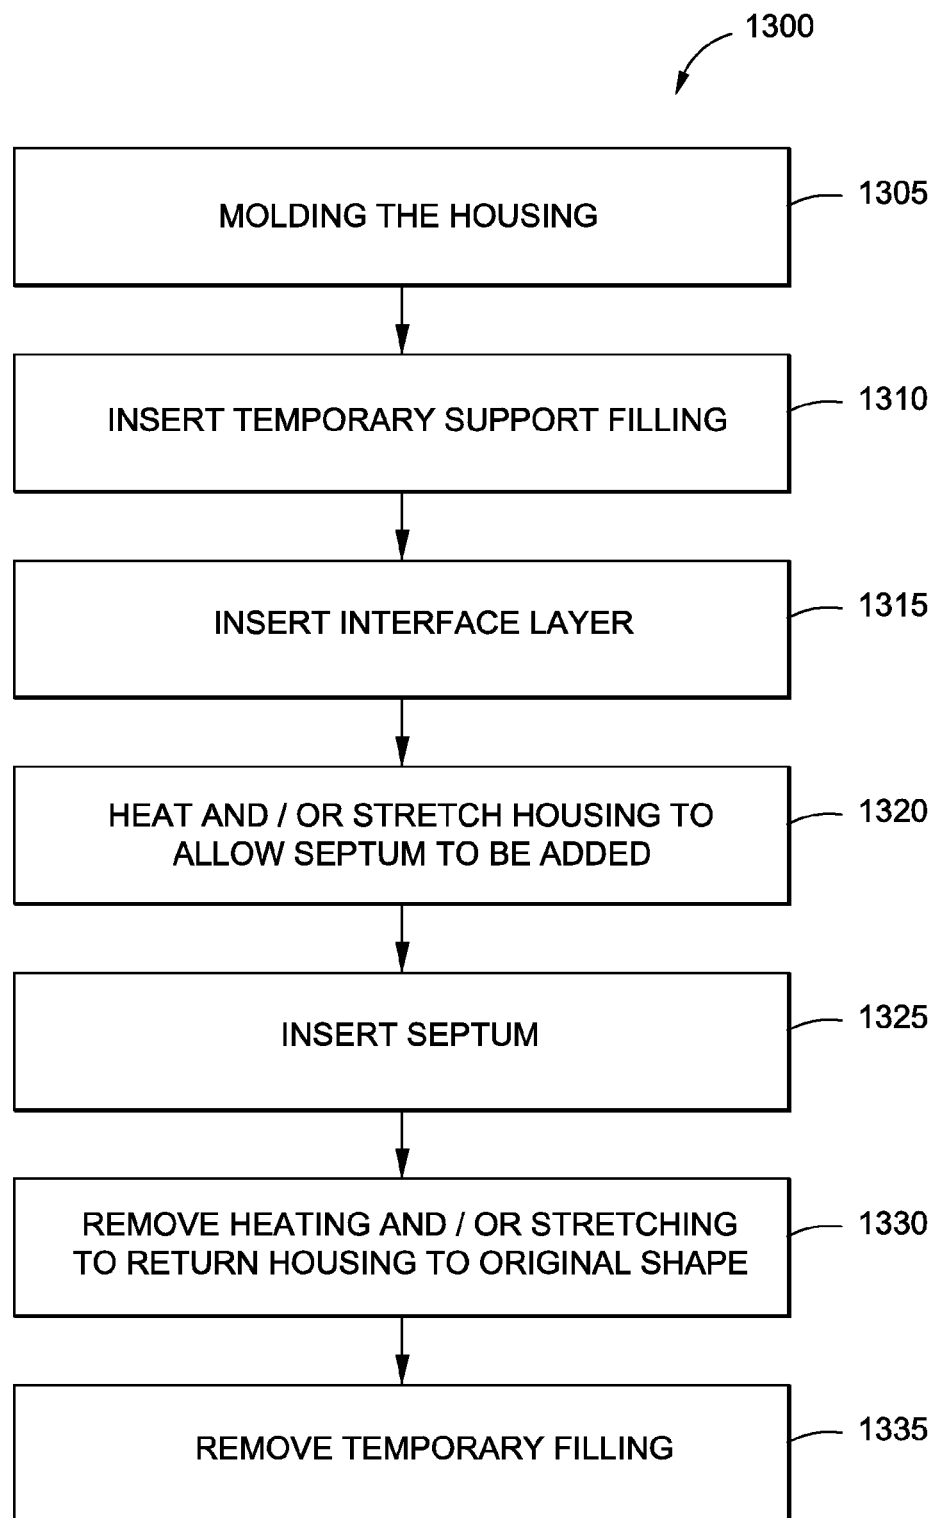 1300
MOLDING THE HOUSING
1305
INSERT TEMPORARY SUPPORT FILLING
1310
INSERT INTERFACE LAYER
1315
HEAT AND / OR STRETCH HOUSING TO
ALLOW SEPTUM TO BE ADDED
1320
INSERT SEPTUM
1325
REMOVE HEATING AND / OR STRETCHING
TO RETURN HOUSING TO ORIGINAL SHAPE
1330
REMOVE TEMPORARY FILLING
1335